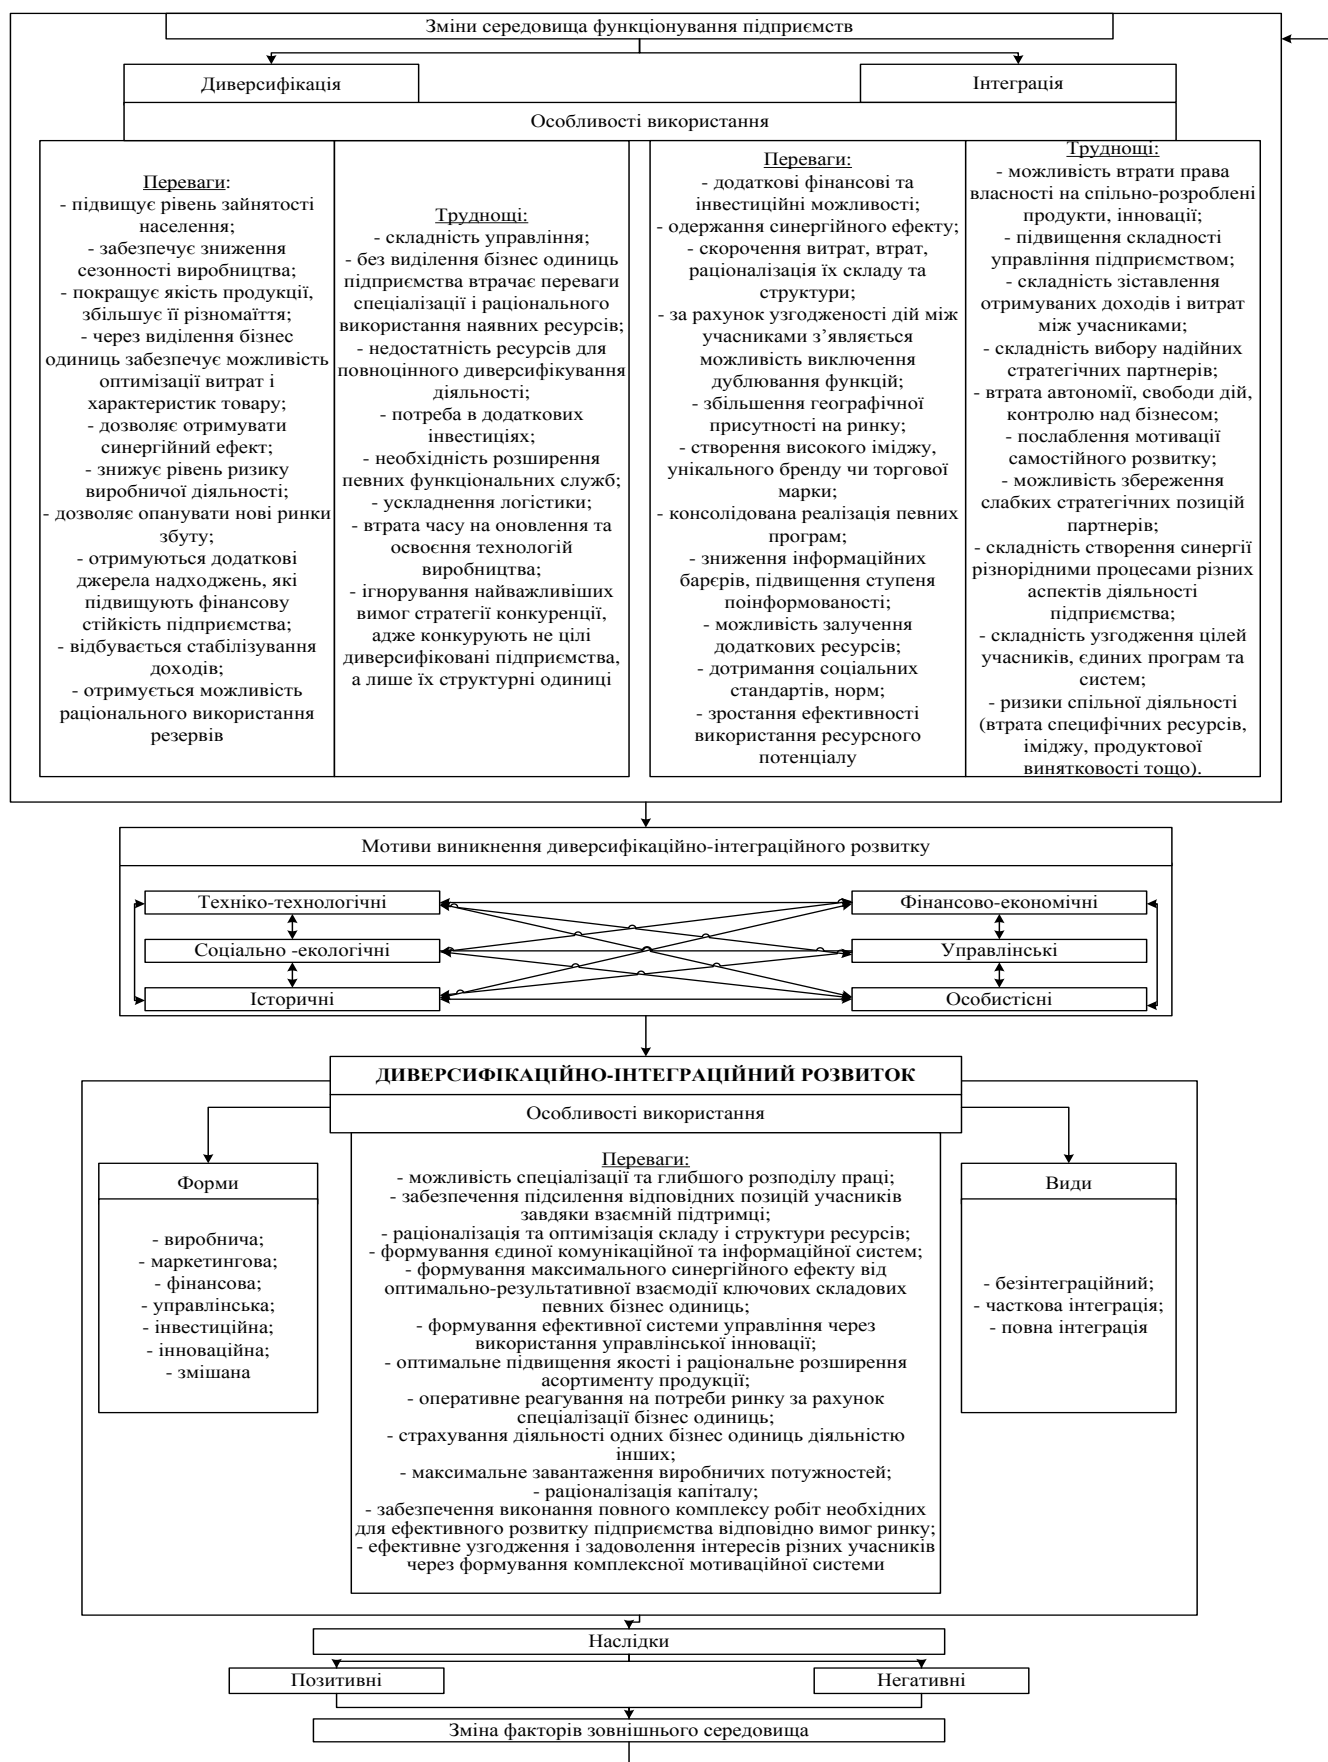 Зміни середовища функціонування підприємств
Диверсифікація
Інтеграція
Особливості використання
Переваги:
- підвищує рівень зайнятості
населення;
- забезпечує зниження
сезонності виробництва;
- покращує якість продукції,
збільшує її різномаїття;
- через виділення бізнес
одиниць забезпечує можливість
оптимізації витрат і
характеристик товару;
- дозволяє отримувати
синергійний ефект;
- знижує рівень ризику
виробничої діяльності;
- дозволяє опанувати нові ринки
збуту;
- отримуються додаткові
джерела надходжень, які
підвищують фінансову
стійкість підприємства;
- відбувається стабілізування
доходів;
- отримується можливість
раціонального використання
резервів
Труднощі:
- складність управління;
- без виділення бізнес одиниць
підприємства втрачає переваги
спеціалізації і раціонального
використання наявних ресурсів;
- недостатність ресурсів для
повноцінного диверсифікування
діяльності;
- потреба в додаткових
інвестиціях;
- необхідність розширення
певних функціональних служб;
- ускладнення логістики;
- втрата часу на оновлення та
освоєння технологій
виробництва;
- ігнорування найважливіших
вимог стратегії конкуренції,
адже конкурують не цілі
диверсифіковані підприємства,
а лише їх структурні одиниці
Переваги:
- додаткові фінансові та
інвестиційні можливості;
- одержання синергійного ефекту;
- скорочення витрат, втрат,
раціоналізація їх складу та
структури;
- за рахунок узгодженості дій між
учасниками з’являється
можливість виключення
дублювання функцій;
- збільшення географічної
присутності на ринку;
- створення високого іміджу,
унікального бренду чи торгової
марки;
- консолідована реалізація певних
програм;
- зниження інформаційних
барєрів, підвищення ступеня
поінформованості;
- можливість залучення
додаткових ресурсів;
- дотримання соціальних
стандартів, норм;
- зростання ефективності
використання ресурсного
потенціалу
Труднощі:
- можливість втрати права
власності на спільно-розроблені
продукти, інновації;
- підвищення складності
управління підприємством;
- складність зіставлення
отримуваних доходів і витрат
між учасниками;
- складність вибору надійних
стратегічних партнерів;
- втрата автономії, свободи дій,
контролю над бізнесом;
- послаблення мотивації
самостійного розвитку;
- можливість збереження
слабких стратегічних позицій
партнерів;
- складність створення синергії
різнорідними процесами різних
аспектів діяльності
підприємства;
- складність узгодження цілей
учасників, єдиних програм та
систем;
- ризики спільної діяльності
(втрата специфічних ресурсів,
іміджу, продуктової
винятковості тощо).
Мотиви виникнення диверсифікаційно-інтеграційного розвитку
Техніко-технологічні
Фінансово-економічні
Соціально -екологічні
Управлінські
Історичні
Особистісні
ДИВЕРСИФІКАЦІЙНО-ІНТЕГРАЦІЙНИЙ РОЗВИТОК
Особливості використання
Форми
- виробнича;
- маркетингова;
- фінансова;
- управлінська;
- інвестиційна;
- інноваційна;
- змішана
Переваги:
- можливість спеціалізації та глибшого розподілу праці;
- забезпечення підсилення відповідних позицій учасників
завдяки взаємній підтримці;
- раціоналізація та оптимізація складу і структури ресурсів;
- формування єдиної комунікаційної та інформаційної систем;
- формування максимального синергійного ефекту від
оптимально-результативної взаємодії ключових складових
певних бізнес одиниць;
- формування ефективної системи управління через
використання управлінської інновації;
- оптимальне підвищення якості і раціональне розширення
асортименту продукції;
- оперативне реагування на потреби ринку за рахунок
спеціалізації бізнес одиниць;
- страхування діяльності одних бізнес одиниць діяльністю
інших;
- максимальне завантаження виробничих потужностей;
- раціоналізація капіталу;
- забезпечення виконання повного комплексу робіт необхідних
для ефективного розвитку підприємства відповідно вимог ринку;
- ефективне узгодження і задоволення інтересів різних учасників
через формування комплексної мотиваційної системи
Види
- безінтеграційний;
- часткова інтеграція;
- повна інтеграція
Наслідки
Позитивні
Негативні
Зміна факторів зовнішнього середовища